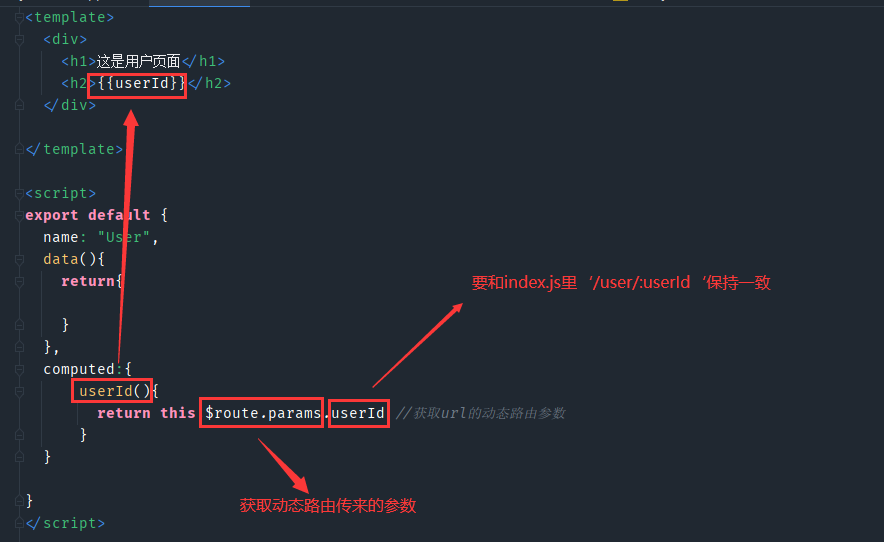 <template>
<div>
<h1>这是用户页面</h1>
<h2>{{userId}}</h2>
</div>
</template>
<script>
export default {
name: "User",
data(){
return{
要和index.js里‘/user/:userId‘保持一致
}
},
computed:{
userId(){
return this.$route.params.userId //获取url的动态路由参数
}
}
获取动态路由传来的参数
}
</script>